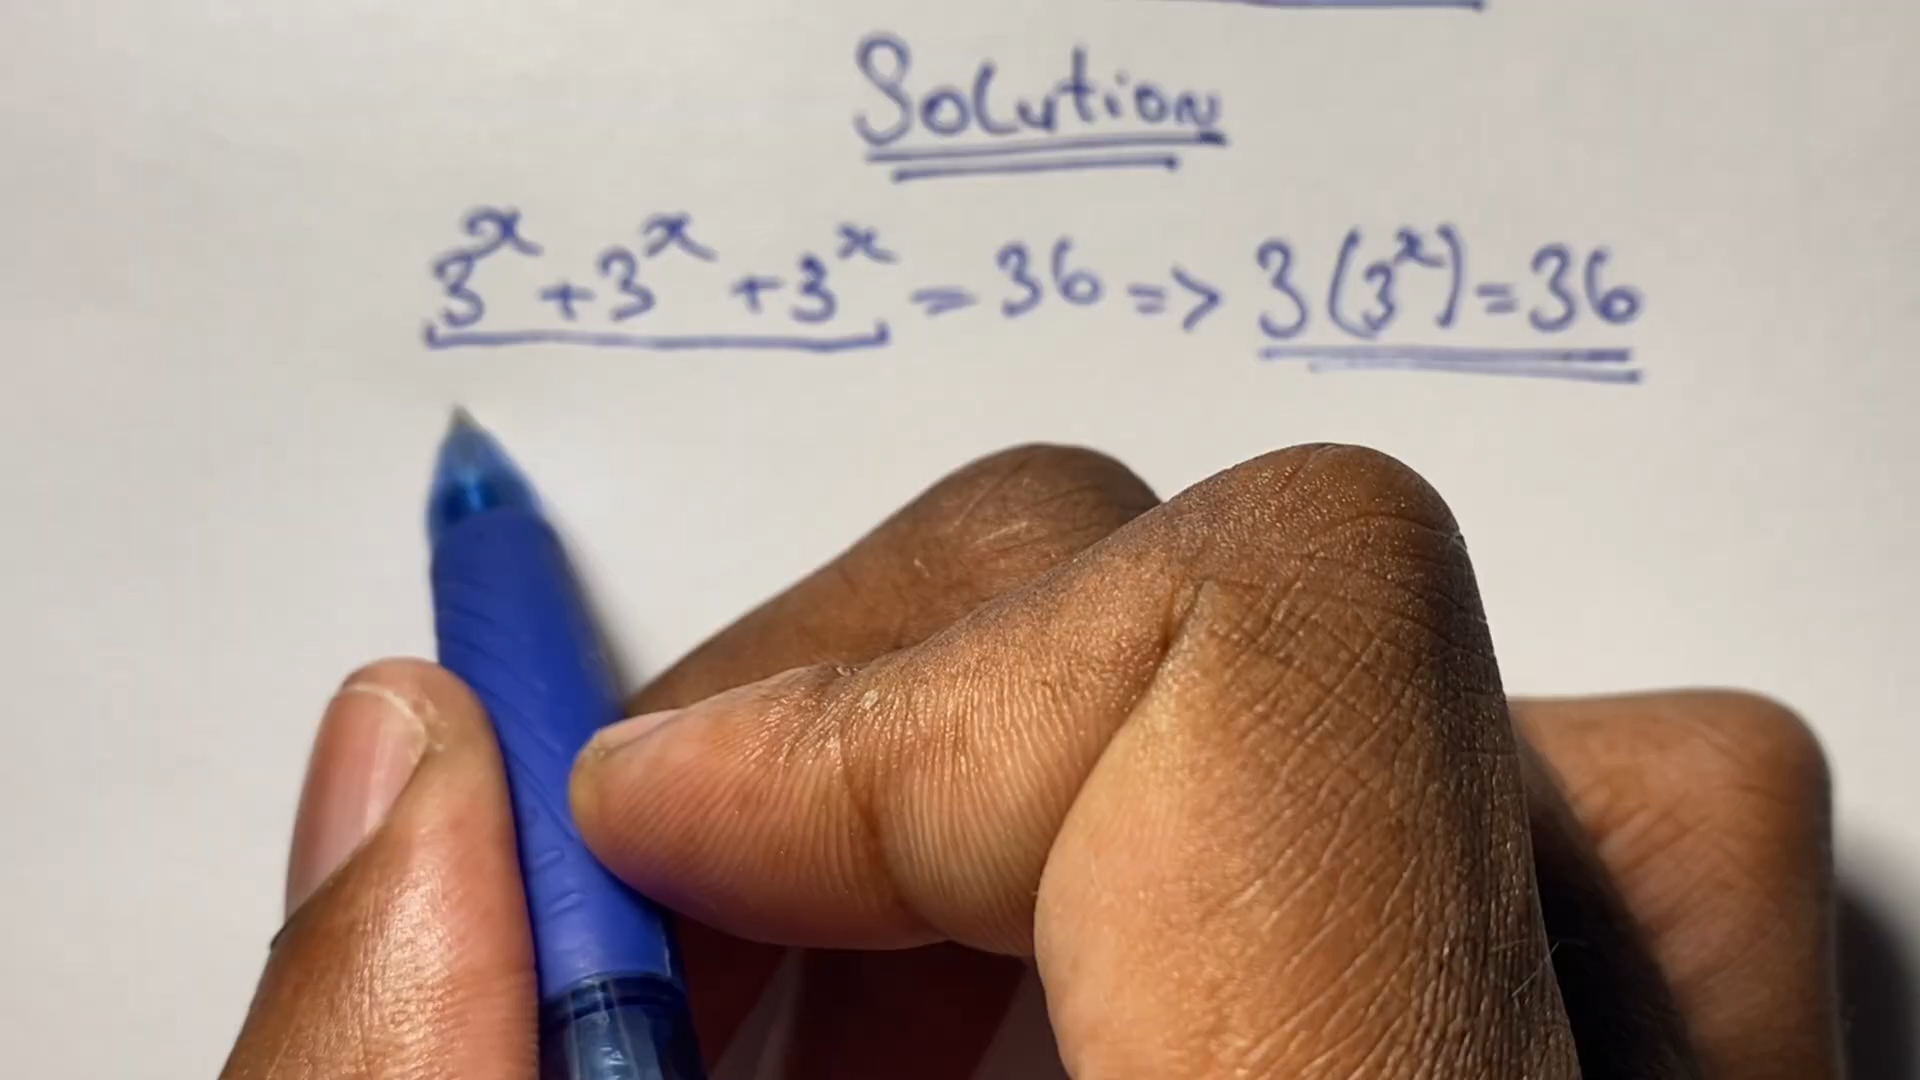 Solution
3^x + 3^x + 3^x = 36 => 3(3^x) = 36